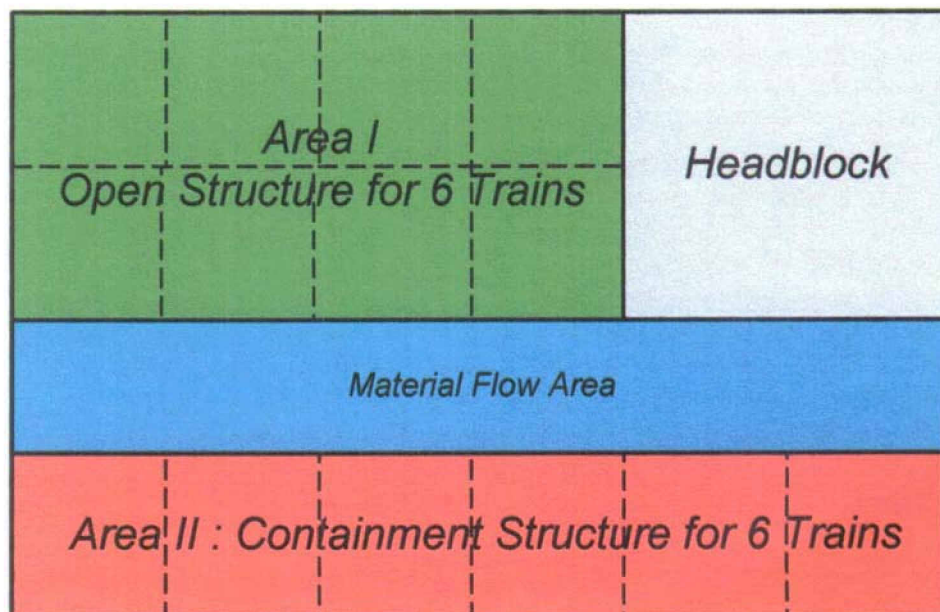 Area I
Open Structure for 6 Trains
Headblock
Material Flow Area
Area II : Containment Structure for 6 Trains